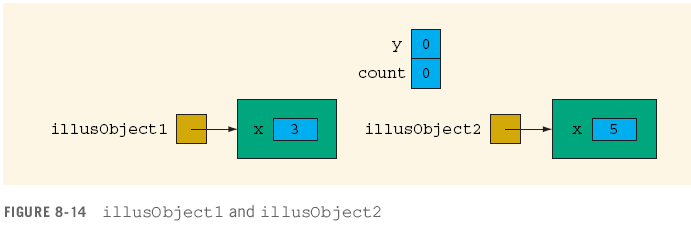 y 0
count 0
illusObject1 x 3 illusObject2 x 5
FIGURE 8-14 illusObject1 and illusObject2